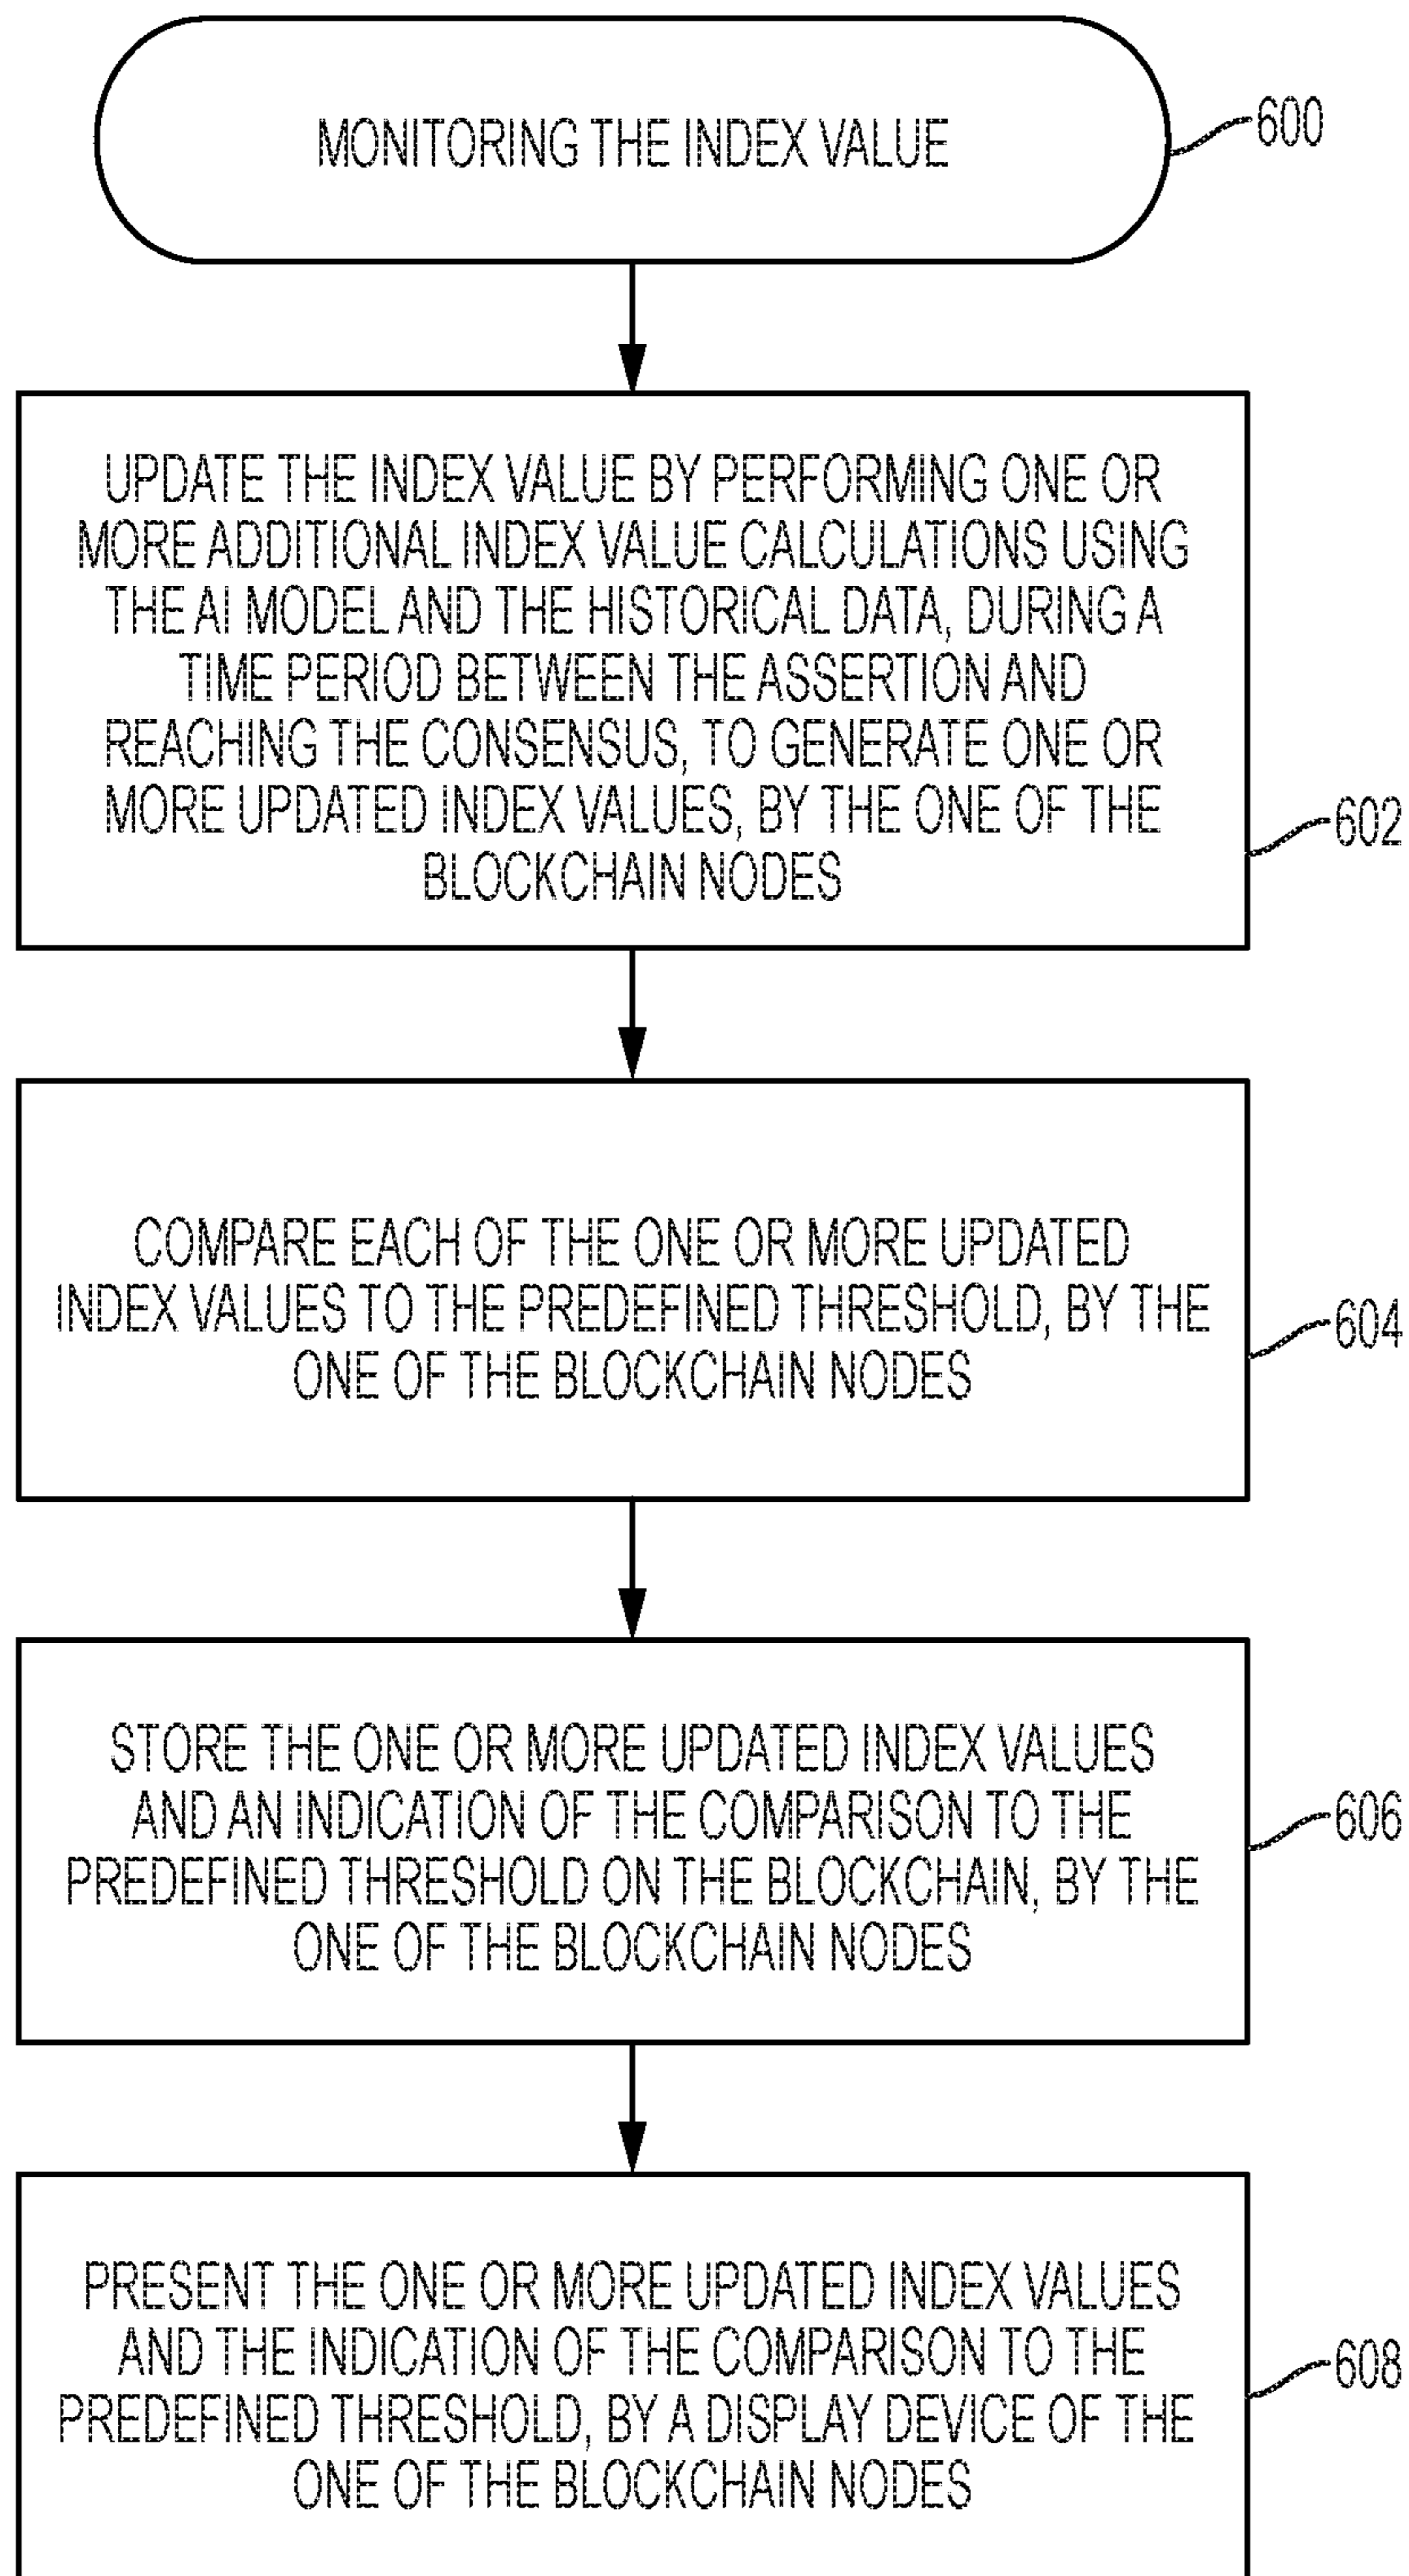 MONITORING THE INDEX VALUE
600
UPDATE THE INDEX VALUE BY PERFORMING ONE OR
MORE ADDITIONAL INDEX VALUE CALCULATIONS USING
THE AI MODEL AND THE HISTORICAL DATA, DURING A
TIME PERIOD BETWEEN THE ASSERTION AND
REACHING THE CONSENSUS, TO GENERATE ONE OR
MORE UPDATED INDEX VALUES, BY THE ONE OF THE
BLOCKCHAIN NODES
602
COMPARE EACH OF THE ONE OR MORE UPDATED
INDEX VALUES TO THE PREDEFINED THRESHOLD, BY THE
ONE OF THE BLOCKCHAIN NODES
604
STORE THE ONE OR MORE UPDATED INDEX VALUES
AND AN INDICATION OF THE COMPARISON TO THE
PREDEFINED THRESHOLD ON THE BLOCKCHAIN, BY THE
ONE OF THE BLOCKCHAIN NODES
606
PRESENT THE ONE OR MORE UPDATED INDEX VALUES
AND THE INDICATION OF THE COMPARISON TO THE
PREDEFINED THRESHOLD, BY A DISPLAY DEVICE OF THE
ONE OF THE BLOCKCHAIN NODES
608